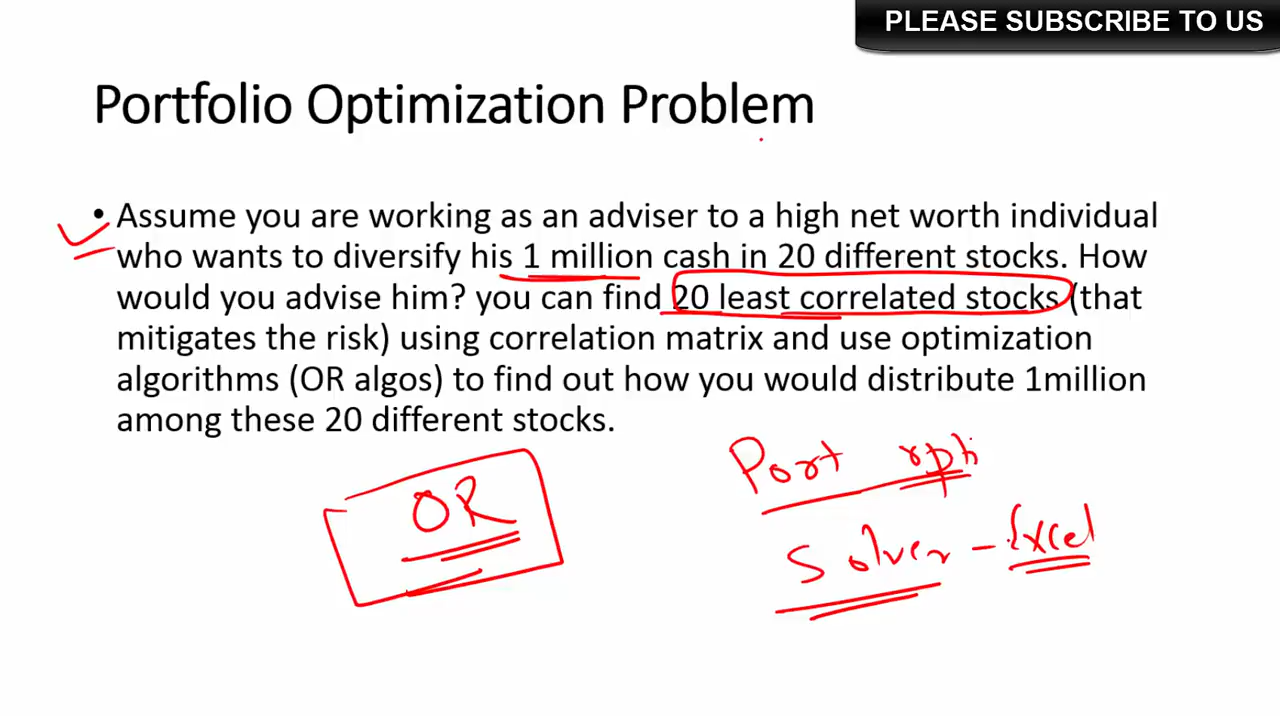 PLEASE SUBSCRIBE TO US
Portfolio Optimization Problem
• Assume you are working as an adviser to a high net worth individual
who wants to diversify his 1 million cash in 20 different stocks. How
would you advise him? you can find 20 least correlated stocks (that
mitigates the risk) using correlation matrix and use optimization
algorithms (OR algos) to find out how you would distribute 1million
among these 20 different stocks.
Port
OR
Solver - Excel